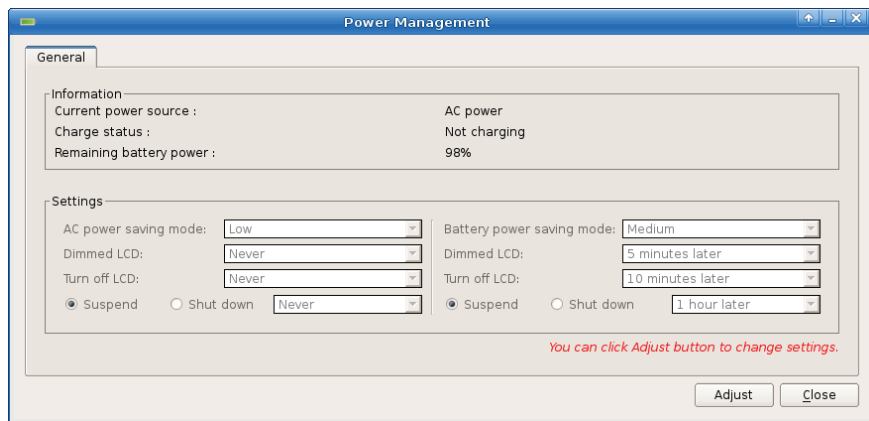 Power Management
General
Information
Current power source : AC power
Charge status : Not charging
Remaining battery power : 98%
Settings
AC power saving mode: Low Battery power saving mode: Medium
Dimmed LCD: Never Dimmed LCD: 5 minutes later
Turn off LCD: Never Turn off LCD: 10 minutes later
Suspend Shut down Never Suspend Shut down 1 hour later
You can click Adjust button to change settings.
Adjust Close